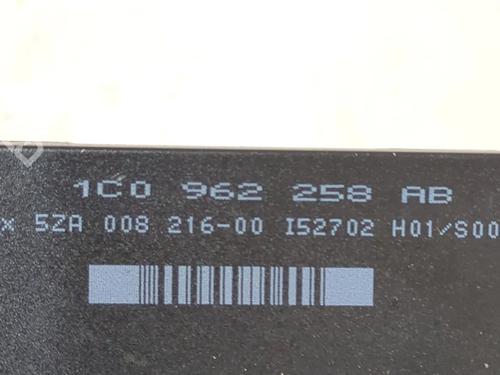 1C0 962 258 AB
x 5ZA 008 216-00 I52702 H01/S00